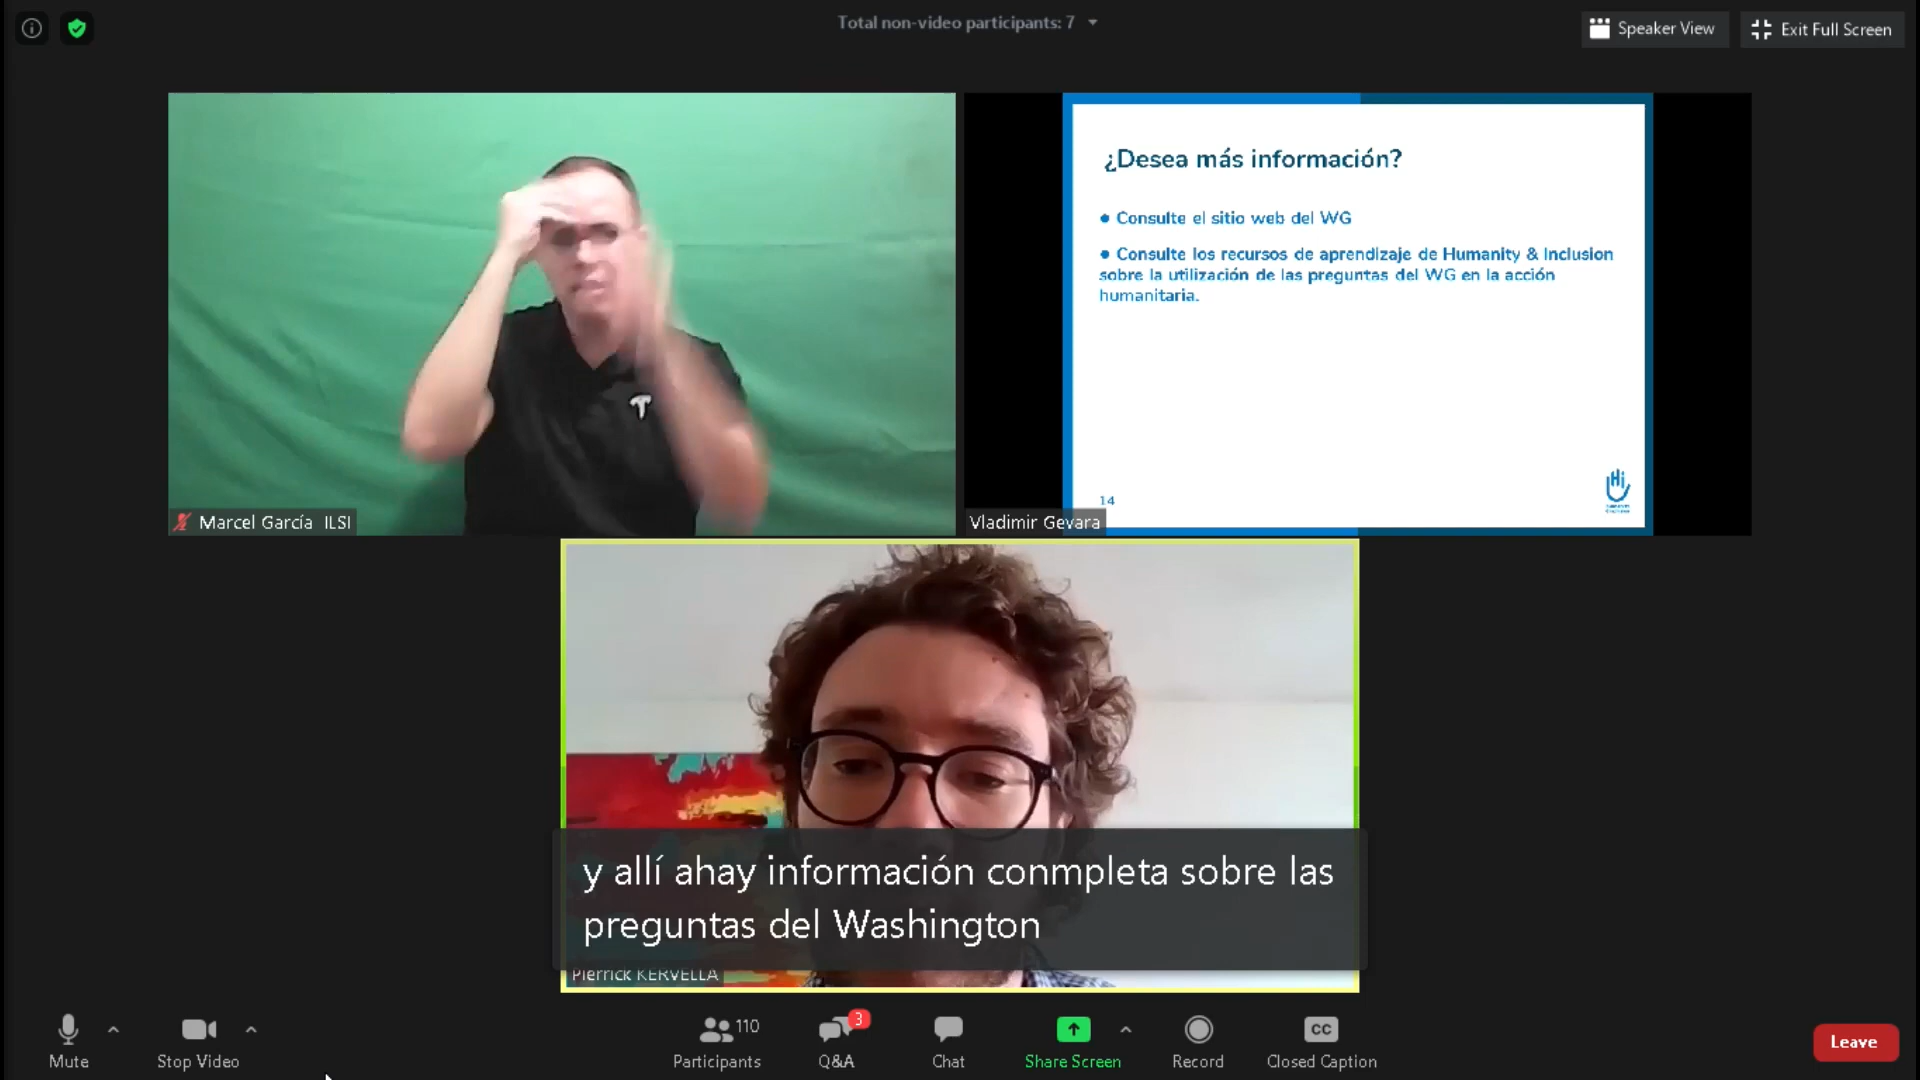 Total non-video participants: 7
Speaker View
Exit Full Screen
¿Desea más información?
● Consulte el sitio web del WG
● Consulte los recursos de aprendizaje de Humanity & Inclusion
sobre la utilización de las preguntas del WG en la acción
humanitaria.
14
Hi
T
Marcel García ILSI
Vladimir Gevara
y allí ahay información conmpleta sobre las
preguntas del Washington
Pierrick KERVELLA
Mute
Stop Video
110
Participants
3
Q&A
Chat
Share Screen
Record
CC
Closed Caption
Leave